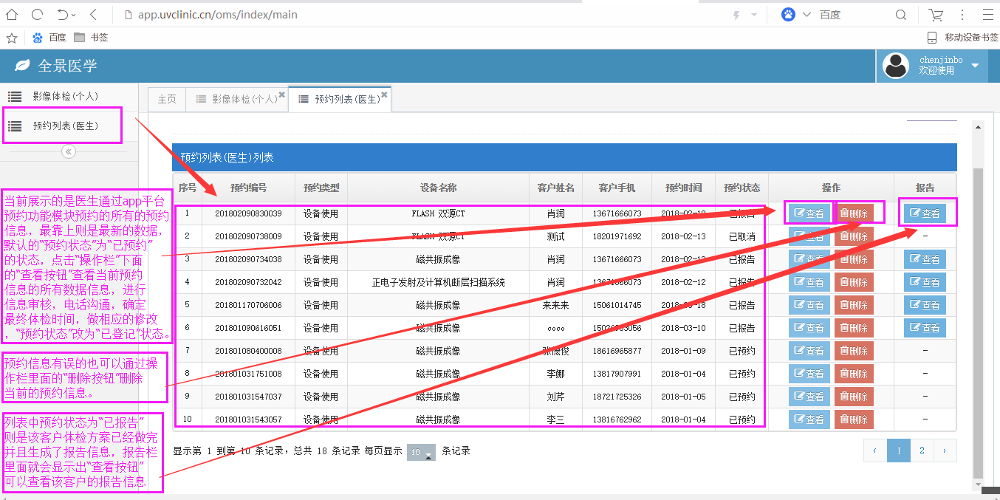 app.uvclinic.cn/oms/index/main
百度
百度 书签
移动设备书签
全景医学
chenjinbo
欢迎使用
影像体检(个人)
预约列表(医生)
主页 影像体检(个人) 预约列表(医生)
预约列表(医生)列表
序号 预约编号 预约类型 设备名称 客户姓名 客户手机 预约时间 预约状态 操作 报告
1 201802090830039 设备使用 FLASH 双源CT 肖润 13671666073 已报告 查看 删除 查看
2 201802090738009 设备使用 FLASH 双源CT 测试 18201971692 2018-02-13 已取消 查看 删除 -
3 201802090734038 设备使用 磁共振成像 肖润 13671666073 已报告 查看 删除 查看
4 201802090732042 设备使用 正电子发射及计算机断层扫描系统 肖润 13671666073 2018-02-12 已报告 查看 删除 查看
5 201801170706006 设备使用 磁共振成像 来来来 15061014745 已报告 查看 删除 查看
6 201801090616051 设备使用 磁共振成像 coco 2018-03-10 已报告 查看 删除 查看
7 201801080400008 设备使用 磁共振成像 张德俊 18616965877 2018-01-09 已预约 查看 删除 -
8 201801031751008 设备使用 磁共振成像 李娜 13817907991 2018-01-04 已预约 查看 删除 -
9 201801031547037 设备使用 磁共振成像 刘芹 18721725326 2018-01-05 已预约 查看 删除 -
10 201801031543057 设备使用 磁共振成像 李三 13816762962 2018-01-04 已预约 查看 删除 -
显示第 1 到第 10 条记录，总共 18 条记录 每页显示 10 条记录
‹ 1 2 ›
当前展示的是医生通过app平台
预约功能模块预约的所有的预约
信息，最靠上则是最新的数据，
默认的“预约状态”为“已预约”
的状态，点击“操作栏”下面
的“查看按钮”查看当前预约
信息的所有数据信息，进行
信息审核，电话沟通，确定
最终体检时间，做相应的修改
，“预约状态”改为“已登记”状态。
预约信息有误的也可以通过操
作栏里面的“删除按钮”删除
当前的预约信息。
列表中预约状态为“已报告”
则是该客户体检方案已经做完
并且生成了报告信息，报告栏
里面就会显示出“查看按钮”
可以查看该客户的报告信息